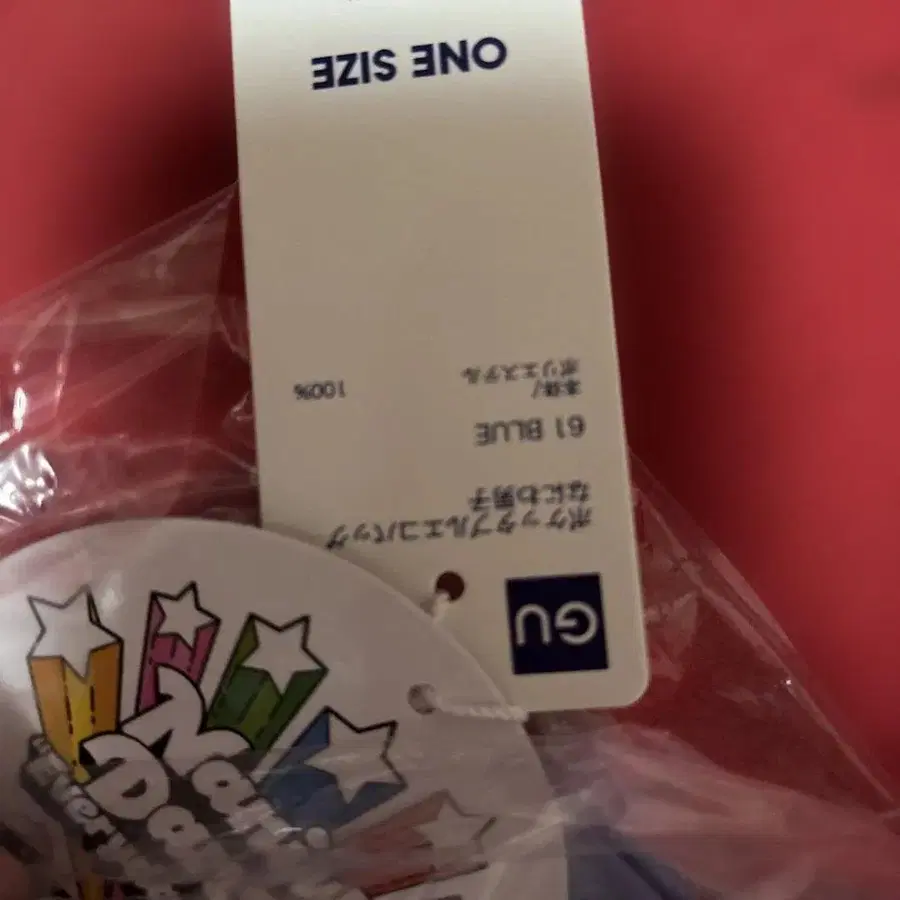 GU
ポケッタブルエコバッグ
なにわ男子
61 BLUE
本体/
ポリエステル 100%
ONE SIZE